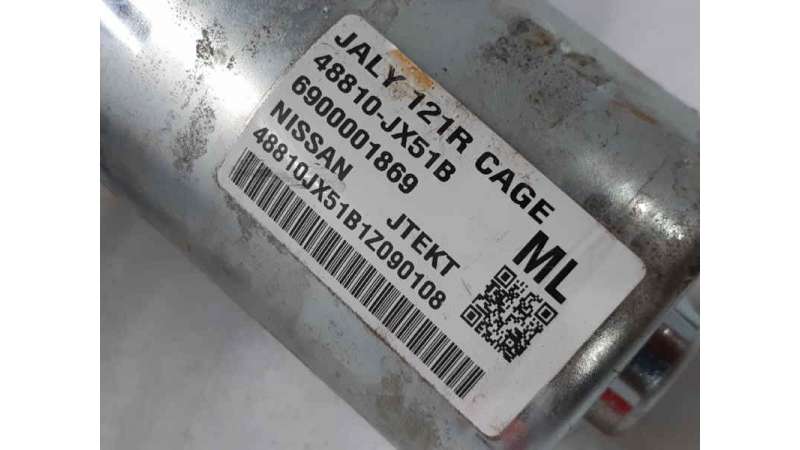 JALY 121R CAGE
48810-JX51B
6900001869
NISSAN JTEKT
48810JX51B1Z090108
ML